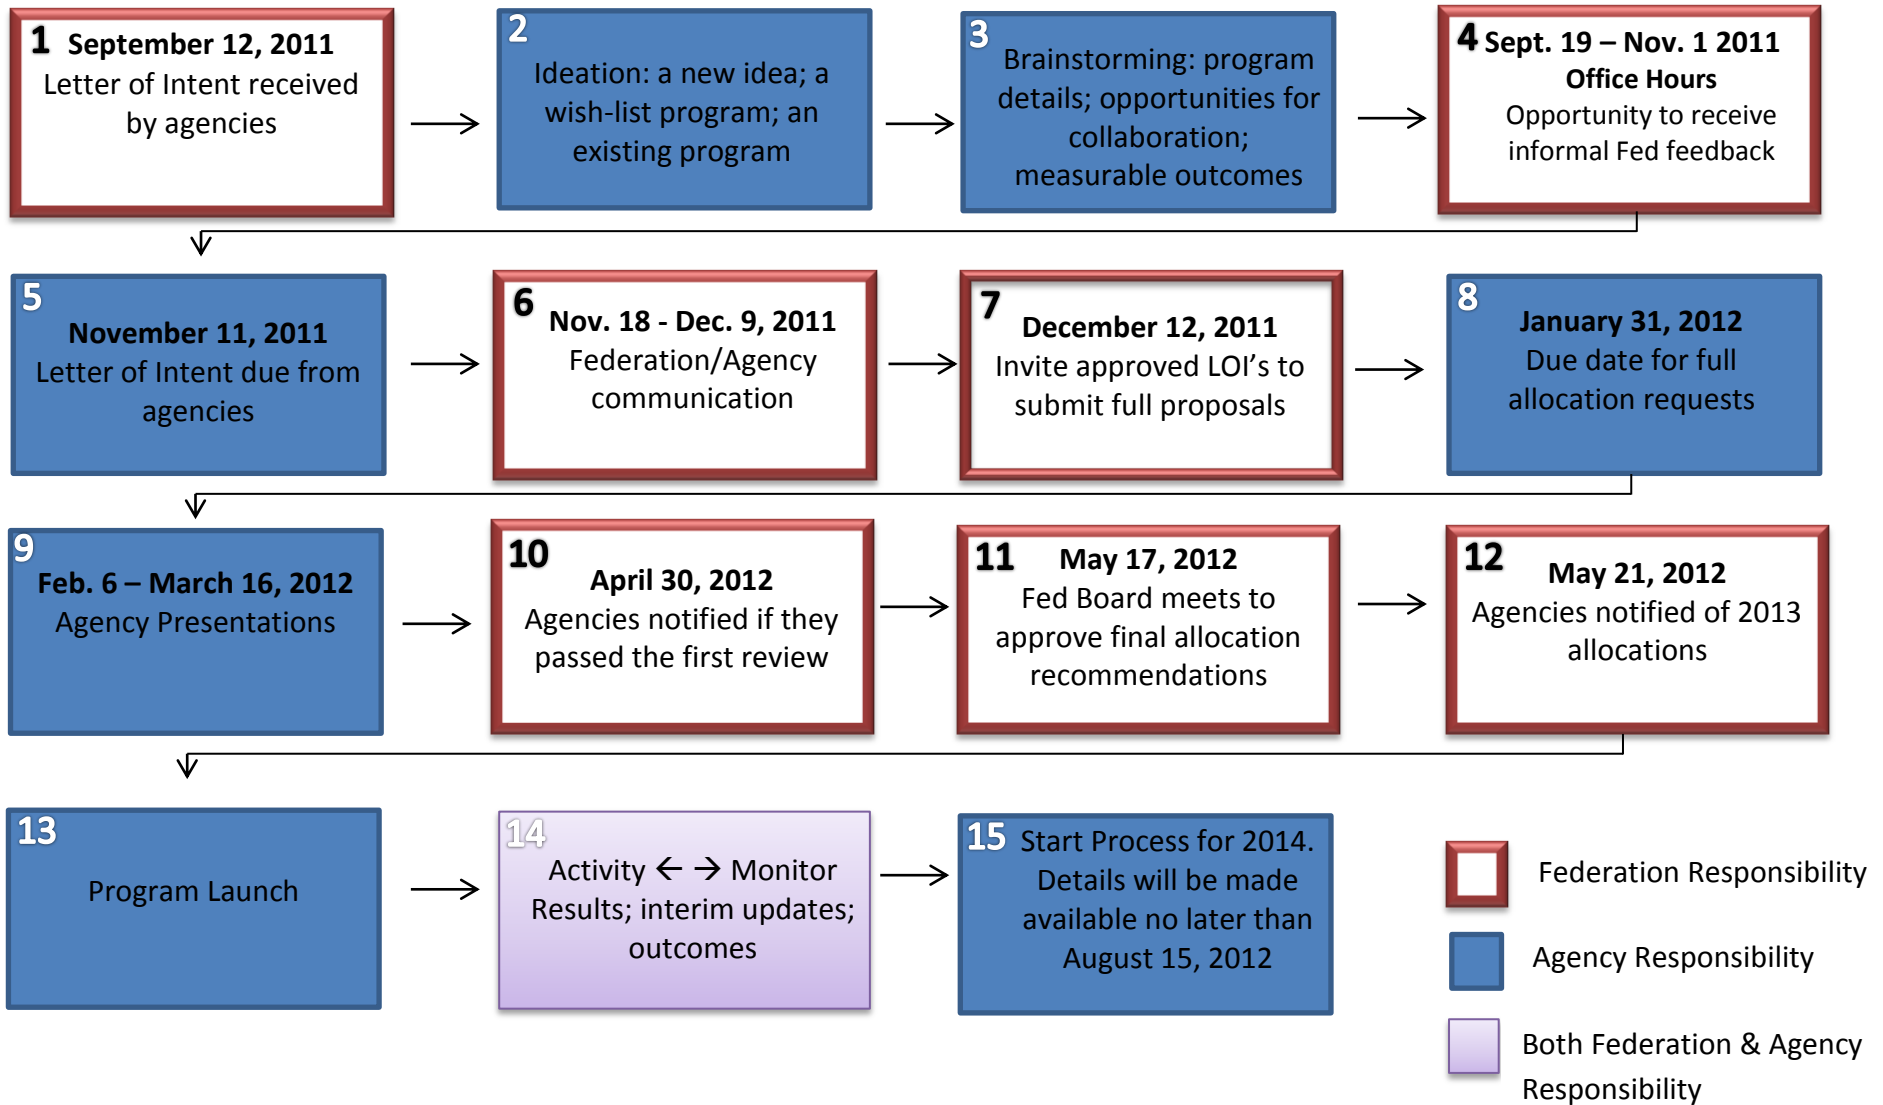 1 September 12, 2011
Letter of Intent received
by agencies
2
Ideation: a new idea; a
wish-list program; an
existing program
3
Brainstorming: program
details; opportunities for
collaboration;
measurable outcomes
4 Sept. 19 – Nov. 1 2011
Office Hours
Opportunity to receive
informal Fed feedback
5
November 11, 2011
Letter of Intent due from
agencies
6
Nov. 18 - Dec. 9, 2011
Federation/Agency
communication
7
December 12, 2011
Invite approved LOI’s to
submit full proposals
8
January 31, 2012
Due date for full
allocation requests
9
Feb. 6 – March 16, 2012
Agency Presentations
10
April 30, 2012
Agencies notified if they
passed the first review
11
May 17, 2012
Fed Board meets to
approve final allocation
recommendations
12
May 21, 2012
Agencies notified of 2013
allocations
13
Program Launch
14
Activity ← → Monitor
Results; interim updates;
outcomes
15 Start Process for 2014.
Details will be made
available no later than
August 15, 2012
Federation Responsibility
Agency Responsibility
Both Federation & Agency
Responsibility